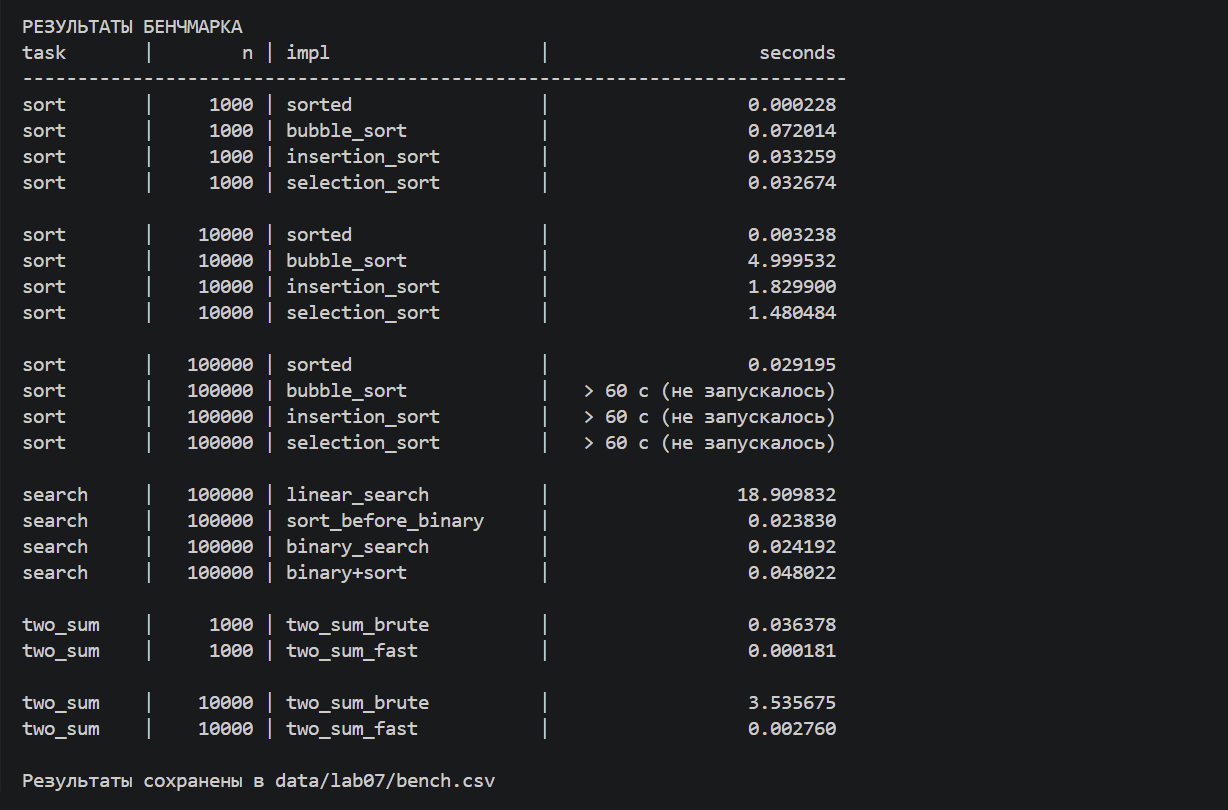 РЕЗУЛЬТАТЫ БЕНЧМАРКА
task       |        n | impl                   |                   seconds
---------------------------------------------------------------------------
sort       |     1000 | sorted                 |                  0.000228
sort       |     1000 | bubble_sort            |                  0.072014
sort       |     1000 | insertion_sort         |                  0.033259
sort       |     1000 | selection_sort         |                  0.032674

sort       |    10000 | sorted                 |                  0.003238
sort       |    10000 | bubble_sort            |                  4.999532
sort       |    10000 | insertion_sort         |                  1.829900
sort       |    10000 | selection_sort         |                  1.480484

sort       |   100000 | sorted                 |                  0.029195
sort       |   100000 | bubble_sort            |   > 60 с (не запускалось)
sort       |   100000 | insertion_sort         |   > 60 с (не запускалось)
sort       |   100000 | selection_sort         |   > 60 с (не запускалось)

search     |   100000 | linear_search          |                 18.909832
search     |   100000 | sort_before_binary     |                  0.023830
search     |   100000 | binary_search          |                  0.024192
search     |   100000 | binary+sort            |                  0.048022

two_sum    |     1000 | two_sum_brute          |                  0.036378
two_sum    |     1000 | two_sum_fast           |                  0.000181

two_sum    |    10000 | two_sum_brute          |                  3.535675
two_sum    |    10000 | two_sum_fast           |                  0.002760

Результаты сохранены в data/lab07/bench.csv